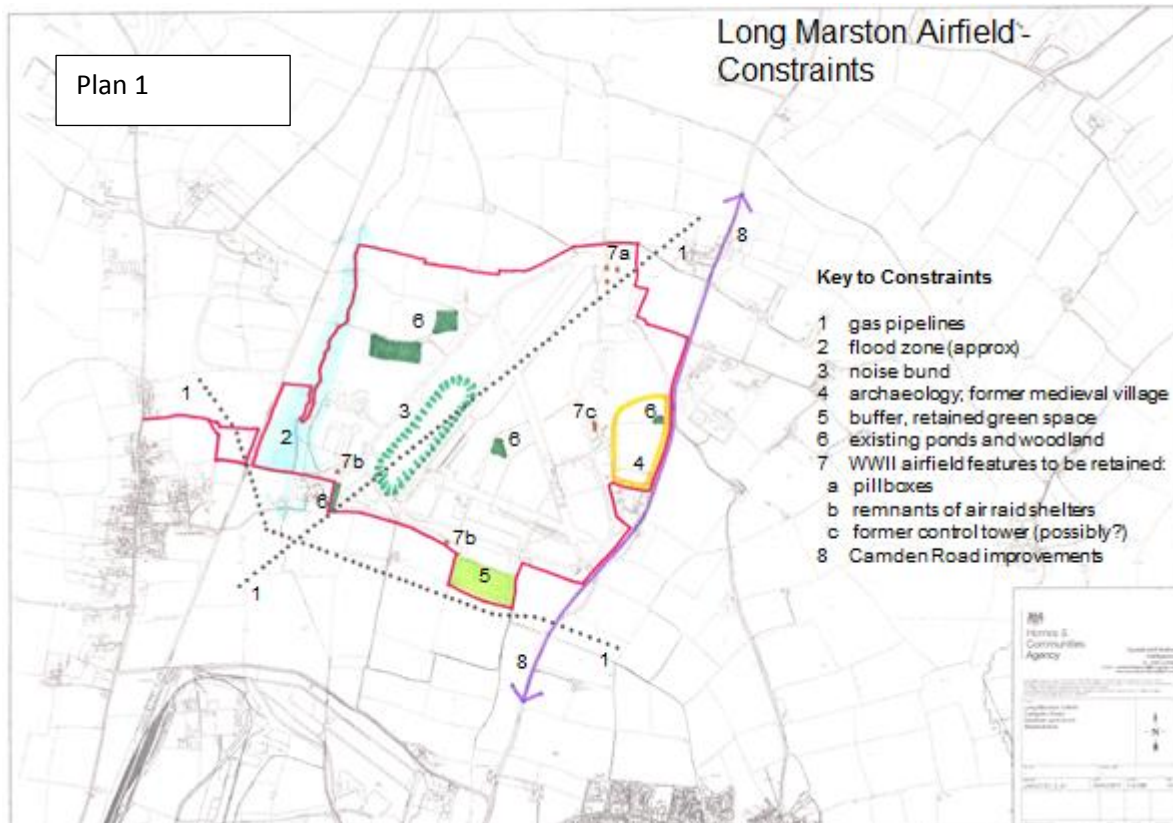 Plan 1
Long Marston Airfield -
Constraints
Key to Constraints
1 gas pipelines
2 flood zone (approx)
3 noise bund
4 archaeology; former medieval village
5 buffer, retained green space
6 existing ponds and woodland
7 WWII airfield features to be retained:
a pillboxes
b remnants of air raid shelters
c former control tower (possibly?)
8 Camden Road improvements
7a
1
8
6
1
3
7c
6
6
2
7b
4
6
7b
5
1
8
1
Homes &
Communities
Agency
N